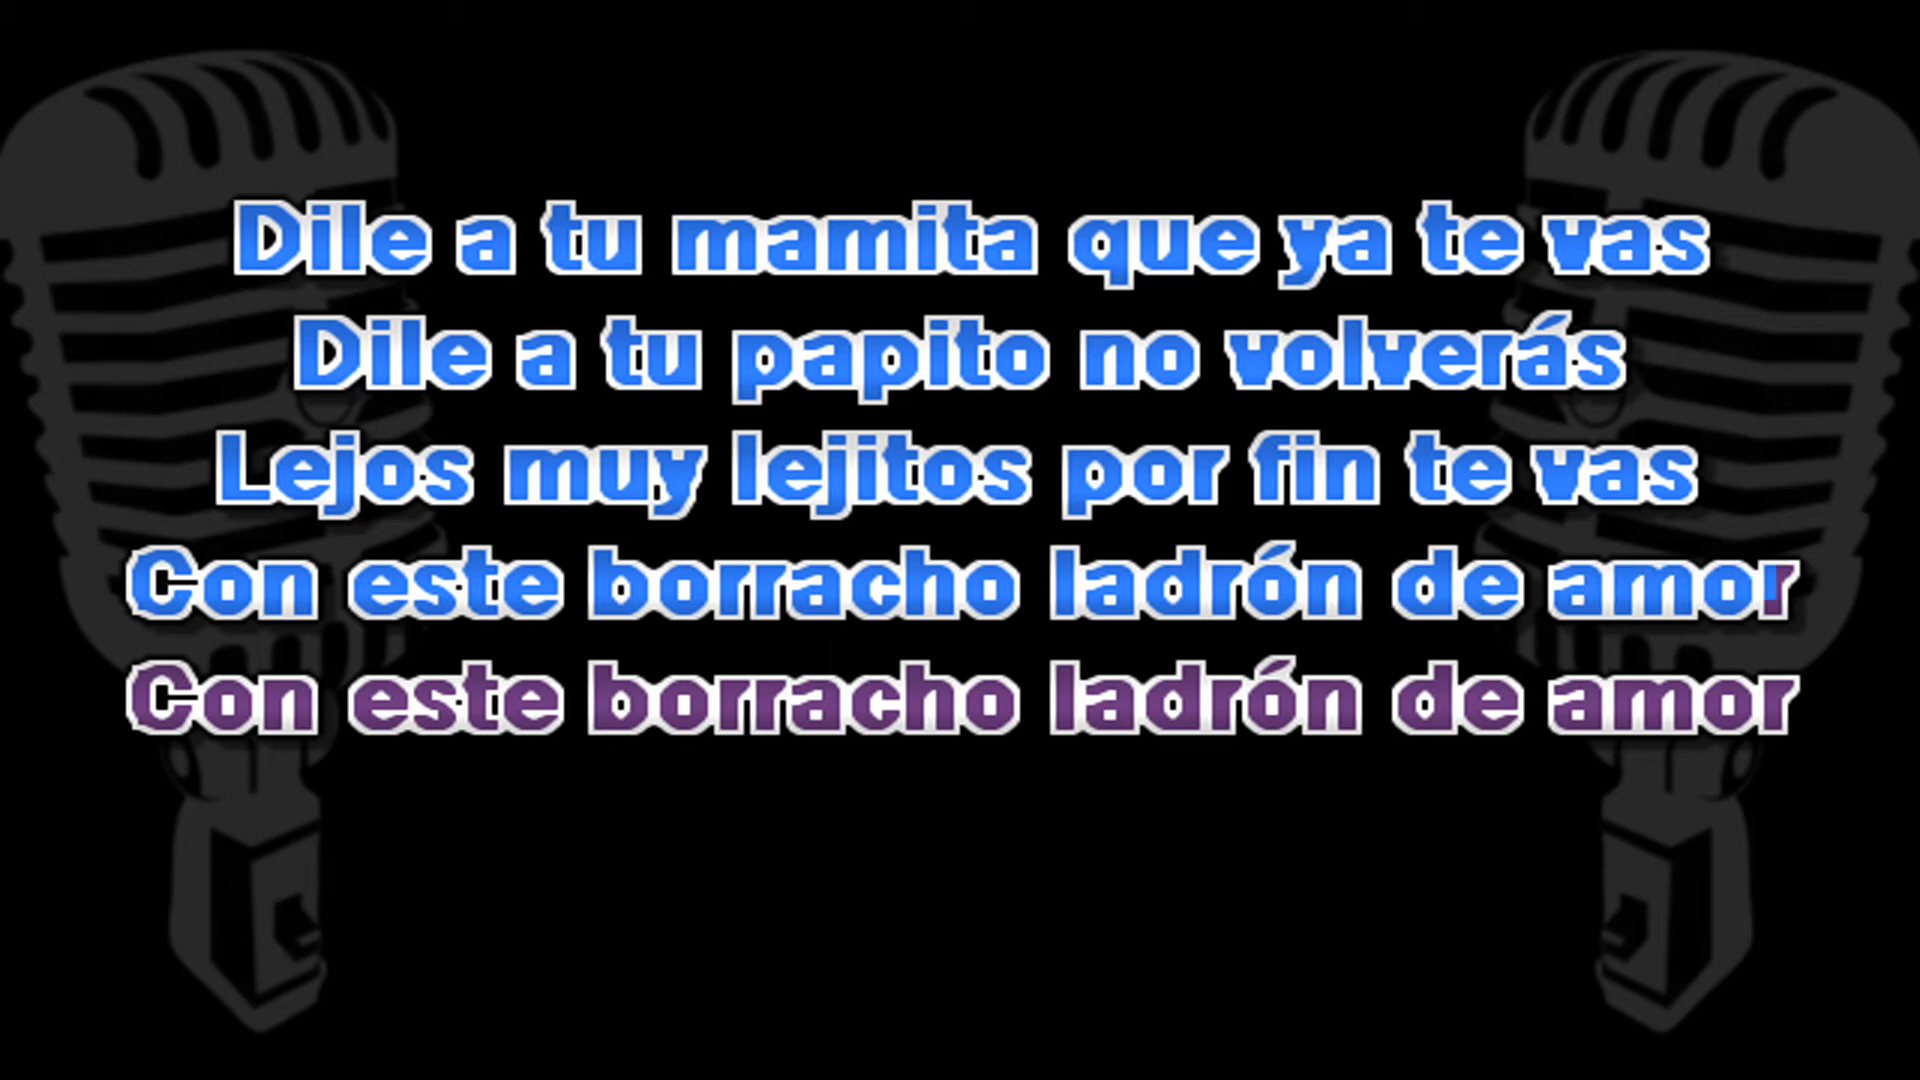 Dile a tu mamita que ya te vas
Dile a tu papito no volverás
Lejos muy lejitos por fin te vas
Con este borracho ladrón de amor
Con este borracho ladrón de amor